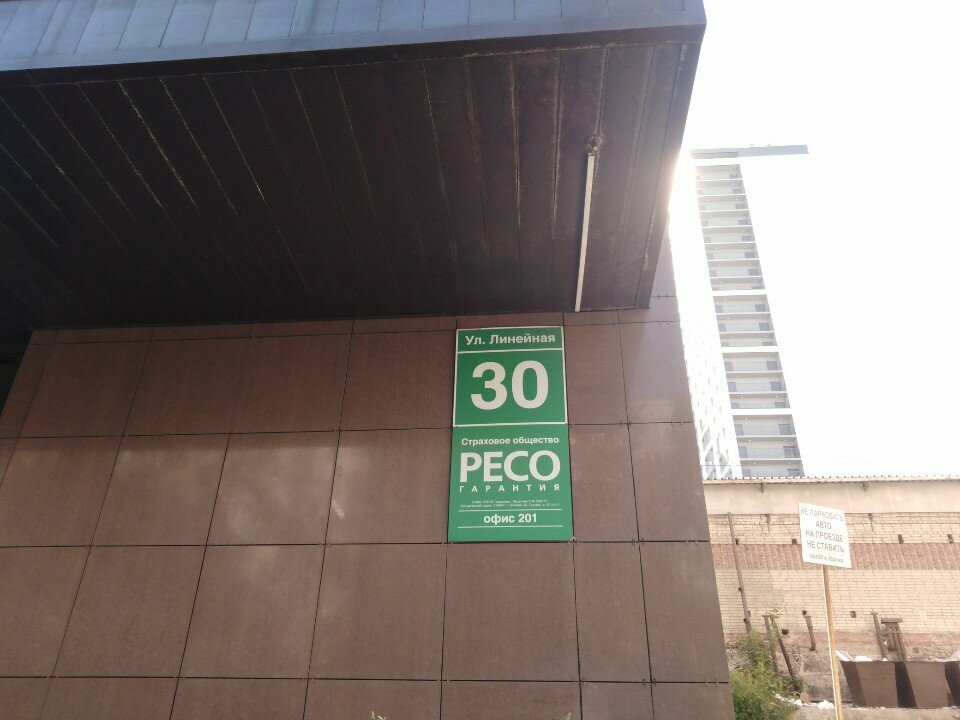 Ул. Линейная
30
Страховое общество
РЕСО
ГАРАНТИЯ
офис 201
НЕ ПАРКОВАТЬ
АВТО
НА ПРОЕЗДЕ
НЕ СТАВИТЬ